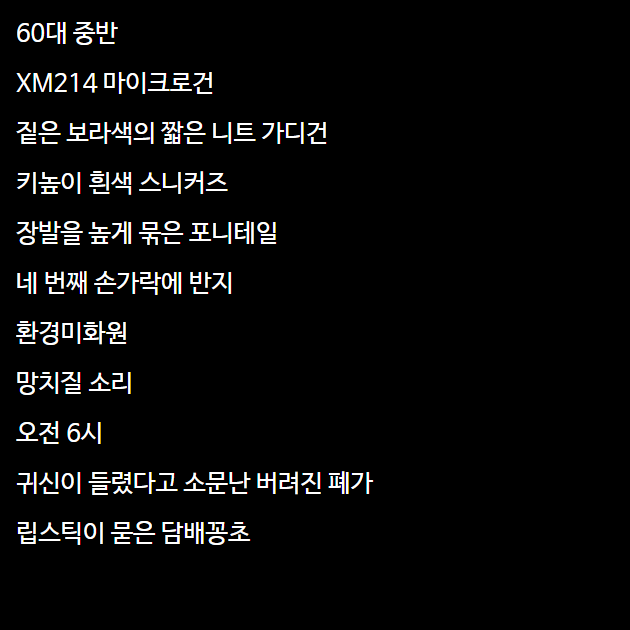 60대 중반
XM214 마이크로건
짙은 보라색의 짧은 니트 가디건
키높이 흰색 스니커즈
장발을 높게 묶은 포니테일
네 번째 손가락에 반지
환경미화원
망치질 소리
오전 6시
귀신이 들렸다고 소문난 버려진 폐가
립스틱이 묻은 담배꽁초